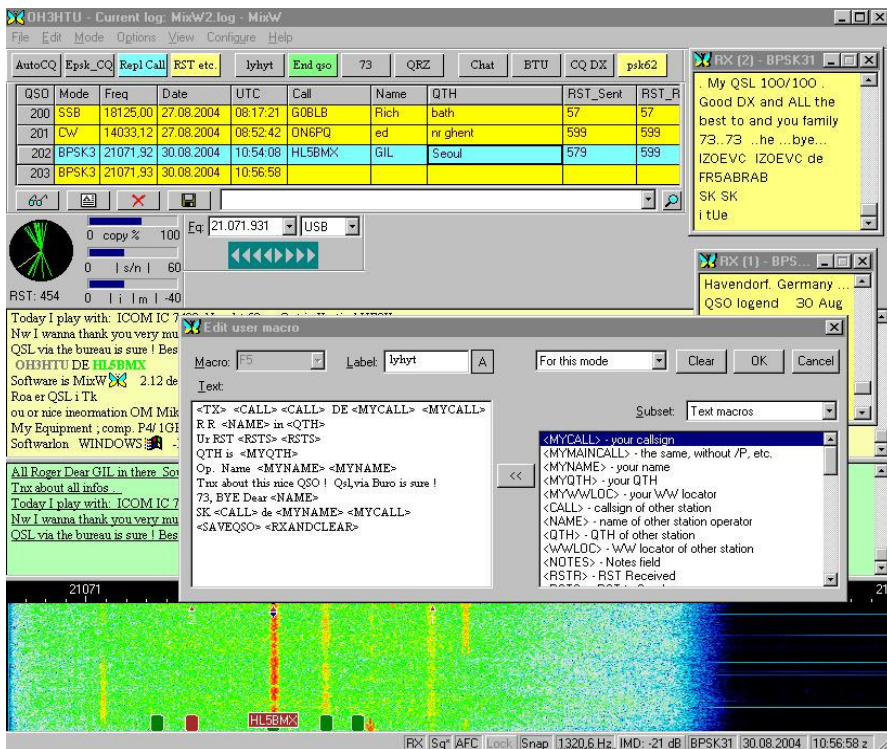 OH3HTU - Current log: MixW2.log - MixW
File Edit Mode Options View Configure Help
AutoCQ Epsk_CQ Repl Call RST etc. lyhyt End qso 73 QRZ Chat BTU CQ DX psk62
QSO Mode Freq Date UTC Call Name QTH RST_Sent RST_R
200 SSB 18125,00 27.08.2004 08:17:21 G0BLB Rich bath 57 57
201 CW 14033,12 27.08.2004 08:52:42 ON6PQ ed nr ghent 599 599
202 BPSK3 21071,92 30.08.2004 10:54:08 HL5BMX GIL Seoul 579 599
203 BPSK3 21071,93 30.08.2004 10:56:58
0 copy % 100
Fq: 21.071.931 USB
0 | s/n | 60
RST: 454 0 | i | m | -40
RX (2) - BPSK31
. My QSL 100/100 .
Good DX and ALL the
best to and you family
73..73 ..he ...bye...
IZOEVC IZOEVC de
FR5ABRAB
SK SK
i tUe
RX (1) - BPS...
Havendorf. Germany ...
QSO logend 30 Aug
Today I play with: ICOM IC
Nw I wanna thank you very mu
QSL via the bureau is sure ! Bes
OH3HTU DE HL5BMX
Software is MixW 2.12 de
Roa er QSL i Tk
ou or nice ineormation OM Mik
My Equipment ; comp. P4/ 1GH
Softwarlon WINDOWS
All Roger Dear GIL in there Sou
Tnx about all infos ..
Today I play with: ICOM IC 7
Nw I wanna thank you very mu
QSL via the bureau is sure ! Bes
Edit user macro
Macro: F5 Label: lyhyt A For this mode Clear OK Cancel
Text:
Subset: Text macros
<TX> <CALL> <CALL> DE <MYCALL> <MYCALL>
R R <NAME> in <QTH>
Ur RST <RSTS> <RSTS>
QTH is <MYQTH>
Op. Name <MYNAME> <MYNAME>
Tnx about this nice QSO ! Qsl,via Buro is sure !
73, BYE Dear <NAME>
SK <CALL> de <MYNAME> <MYCALL>
<SAVEQSO> <RXANDCLEAR>
<<
<MYCALL> - your callsign
<MYMAINCALL> - the same, without /P, etc.
<MYNAME> - your name
<MYQTH> - your QTH
<MYWWLOC> - your WW locator
<CALL> - callsign of other station
<NAME> - name of other station operator
<QTH> - QTH of other station
<WWLOC> - WW locator of other station
<NOTES> - Notes field
<RSTR> - RST Received
21071 21
HL5BMX
RX Sq* AFC Lock Snap 1320,6 Hz IMD: -21 dB BPSK31 30.08.2004 10:56:58 z